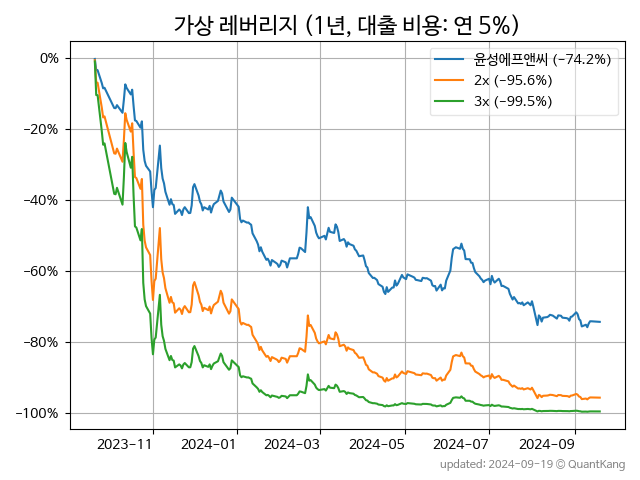 가상 레버리지 (1년, 대출 비용: 연 5%)
윤성에프앤씨 (−74.2%)
2x (−95.6%)
3x (−99.5%)
0%
−20%
−40%
−60%
−80%
−100%
2023-11 2024-01 2024-03 2024-05 2024-07 2024-09
updated: 2024-09-19 © QuantKang